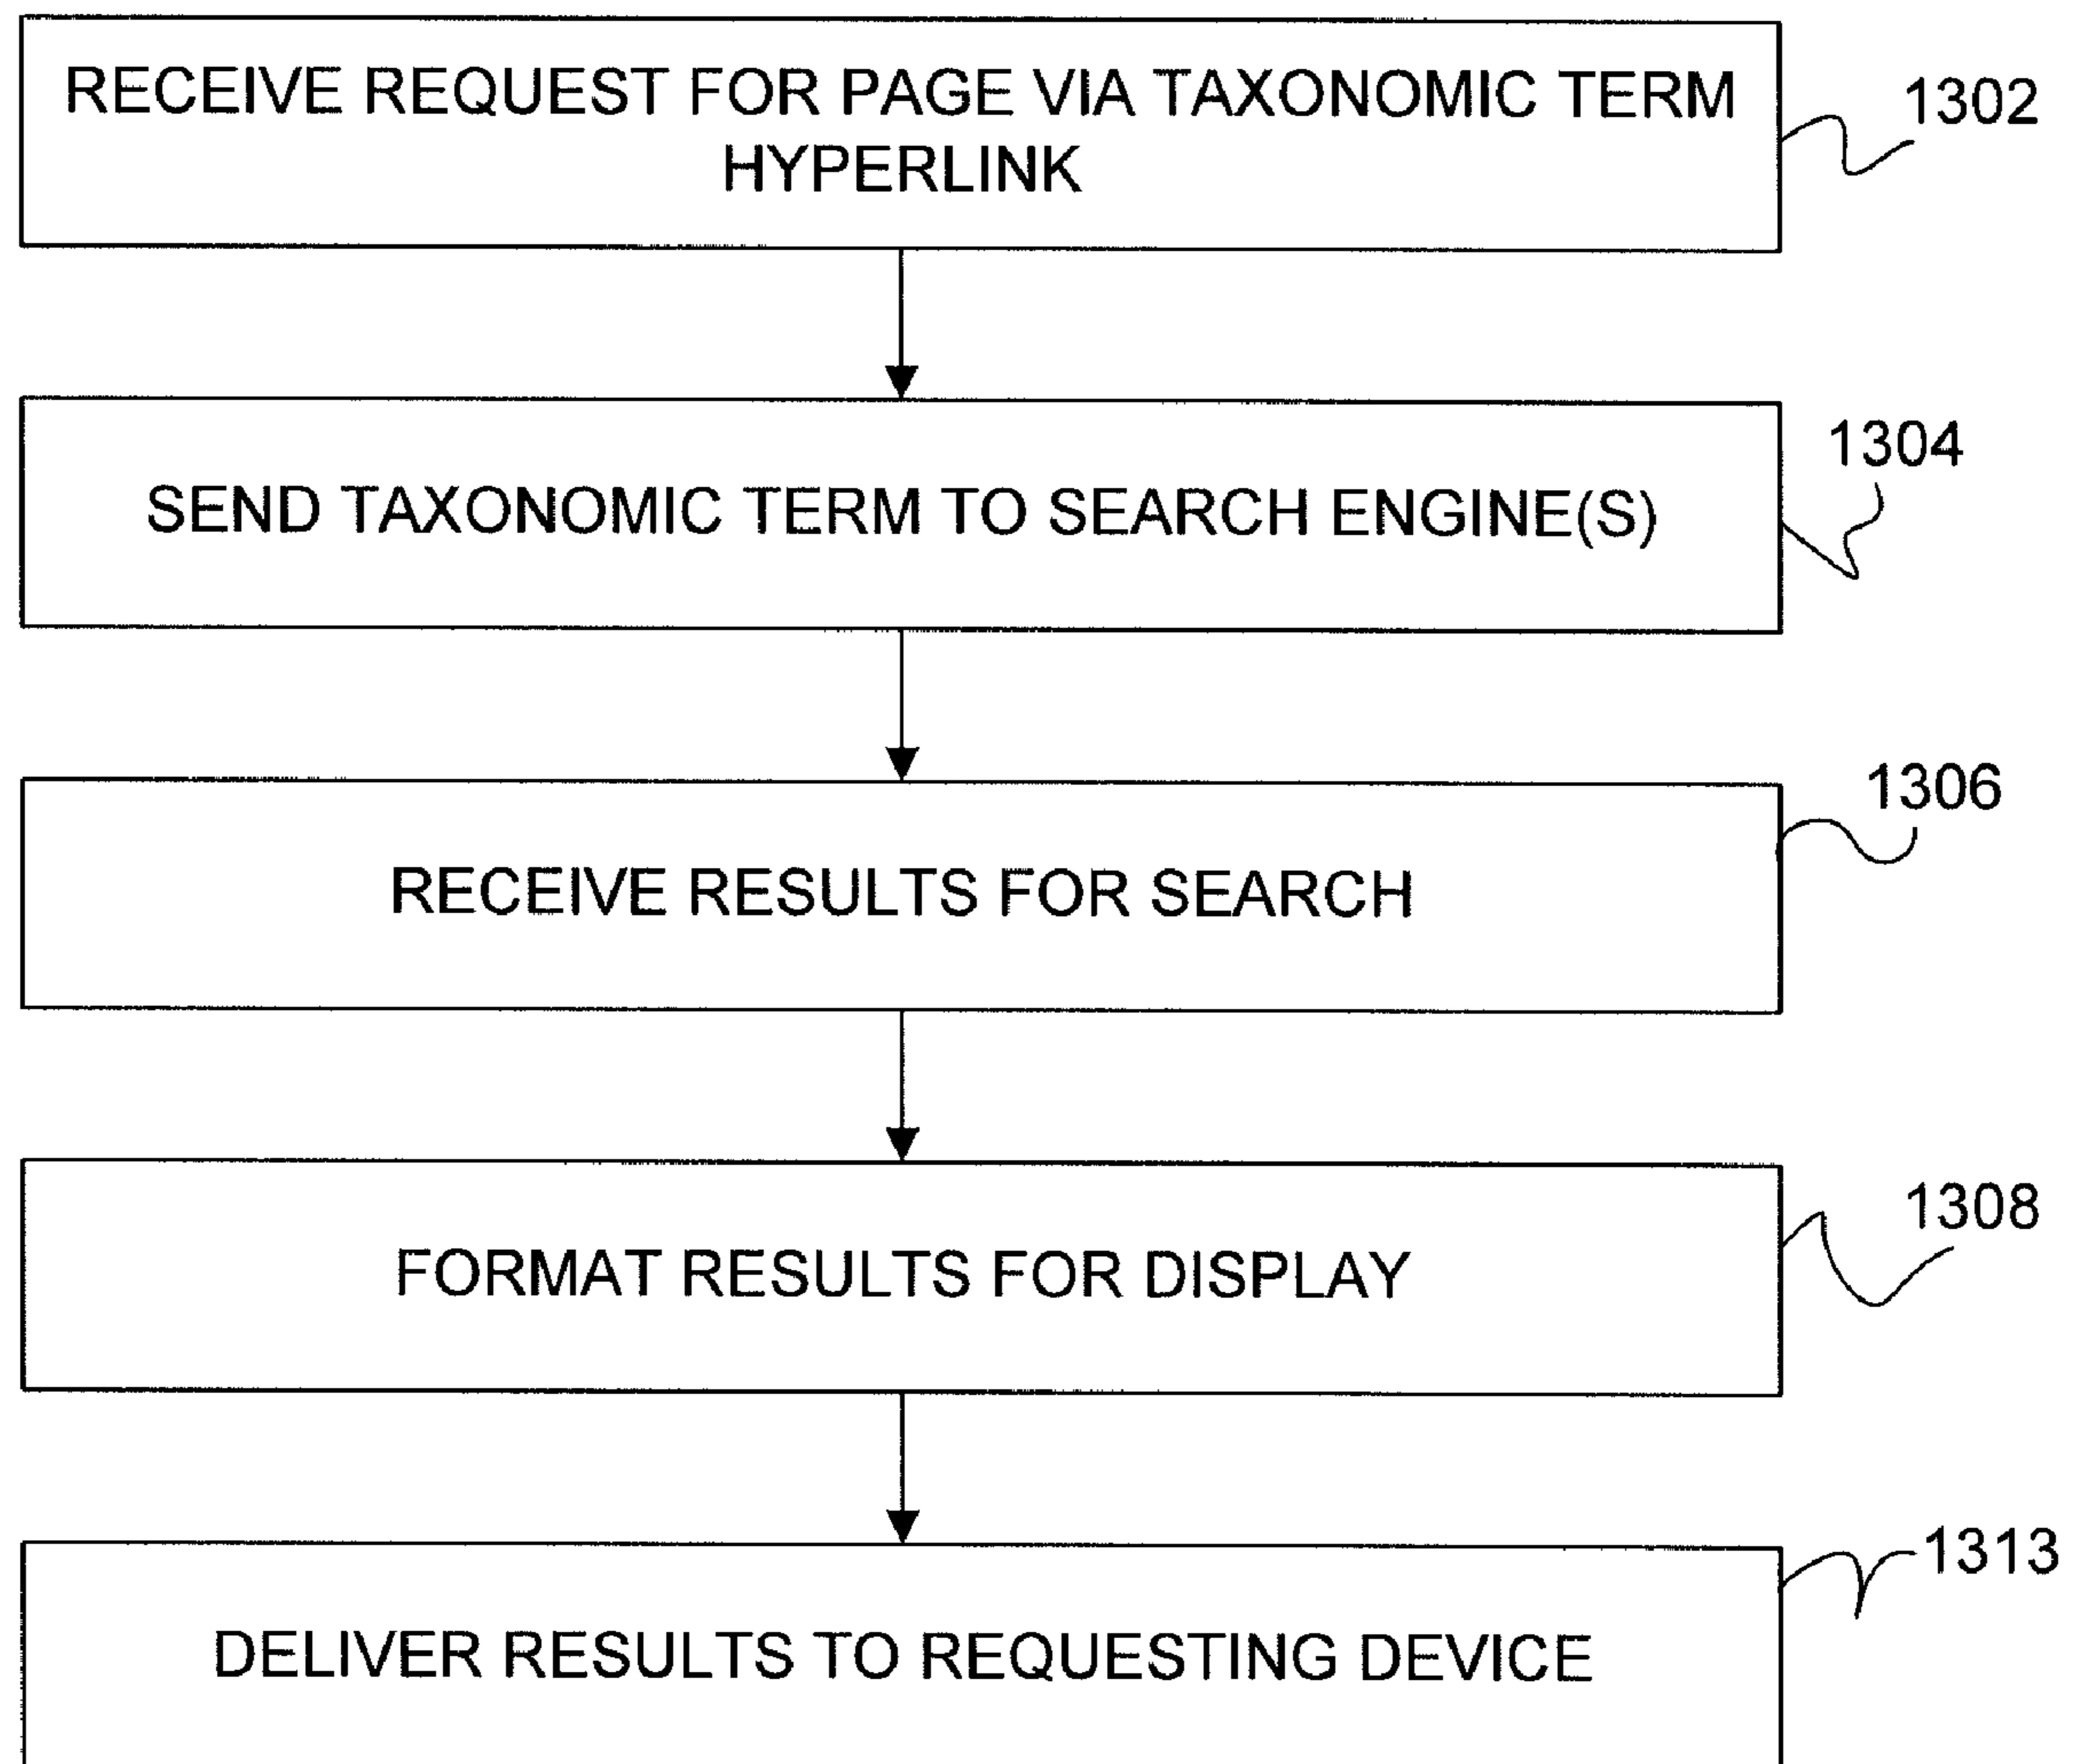 RECEIVE REQUEST FOR PAGE VIA TAXONOMIC TERM
HYPERLINK
1302
SEND TAXONOMIC TERM TO SEARCH ENGINE(S)
1304
RECEIVE RESULTS FOR SEARCH
1306
FORMAT RESULTS FOR DISPLAY
1308
DELIVER RESULTS TO REQUESTING DEVICE
1313